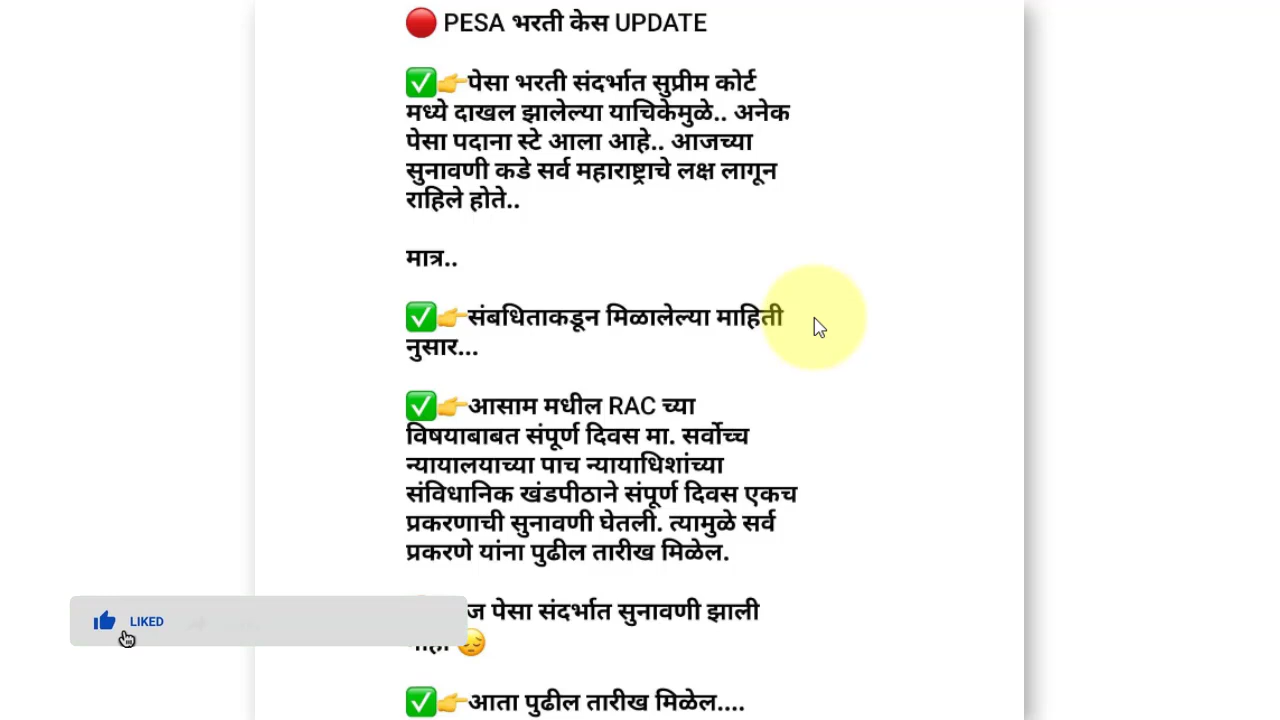 🔴 PESA भरती केस UPDATE
✅👉पेसा भरती संदर्भात सुप्रीम कोर्ट
मध्ये दाखल झालेल्या याचिकेमुळे.. अनेक
पेसा पदाना स्टे आला आहे.. आजच्या
सुनावणी कडे सर्व महाराष्ट्राचे लक्ष लागून
राहिले होते..
मात्र..
✅👉संबधिताकडून मिळालेल्या माहिती
नुसार...
✅👉आसाम मधील RAC च्या
विषयाबाबत संपूर्ण दिवस मा. सर्वोच्च
न्यायालयाच्या पाच न्यायाधिशांच्या
संविधानिक खंडपीठाने संपूर्ण दिवस एकच
प्रकरणाची सुनावणी घेतली. त्यामुळे सर्व
प्रकरणे यांना पुढील तारीख मिळेल.
ज पेसा संदर्भात सुनावणी झाली
LIKED
😔
✅👉आता पुढील तारीख मिळेल....